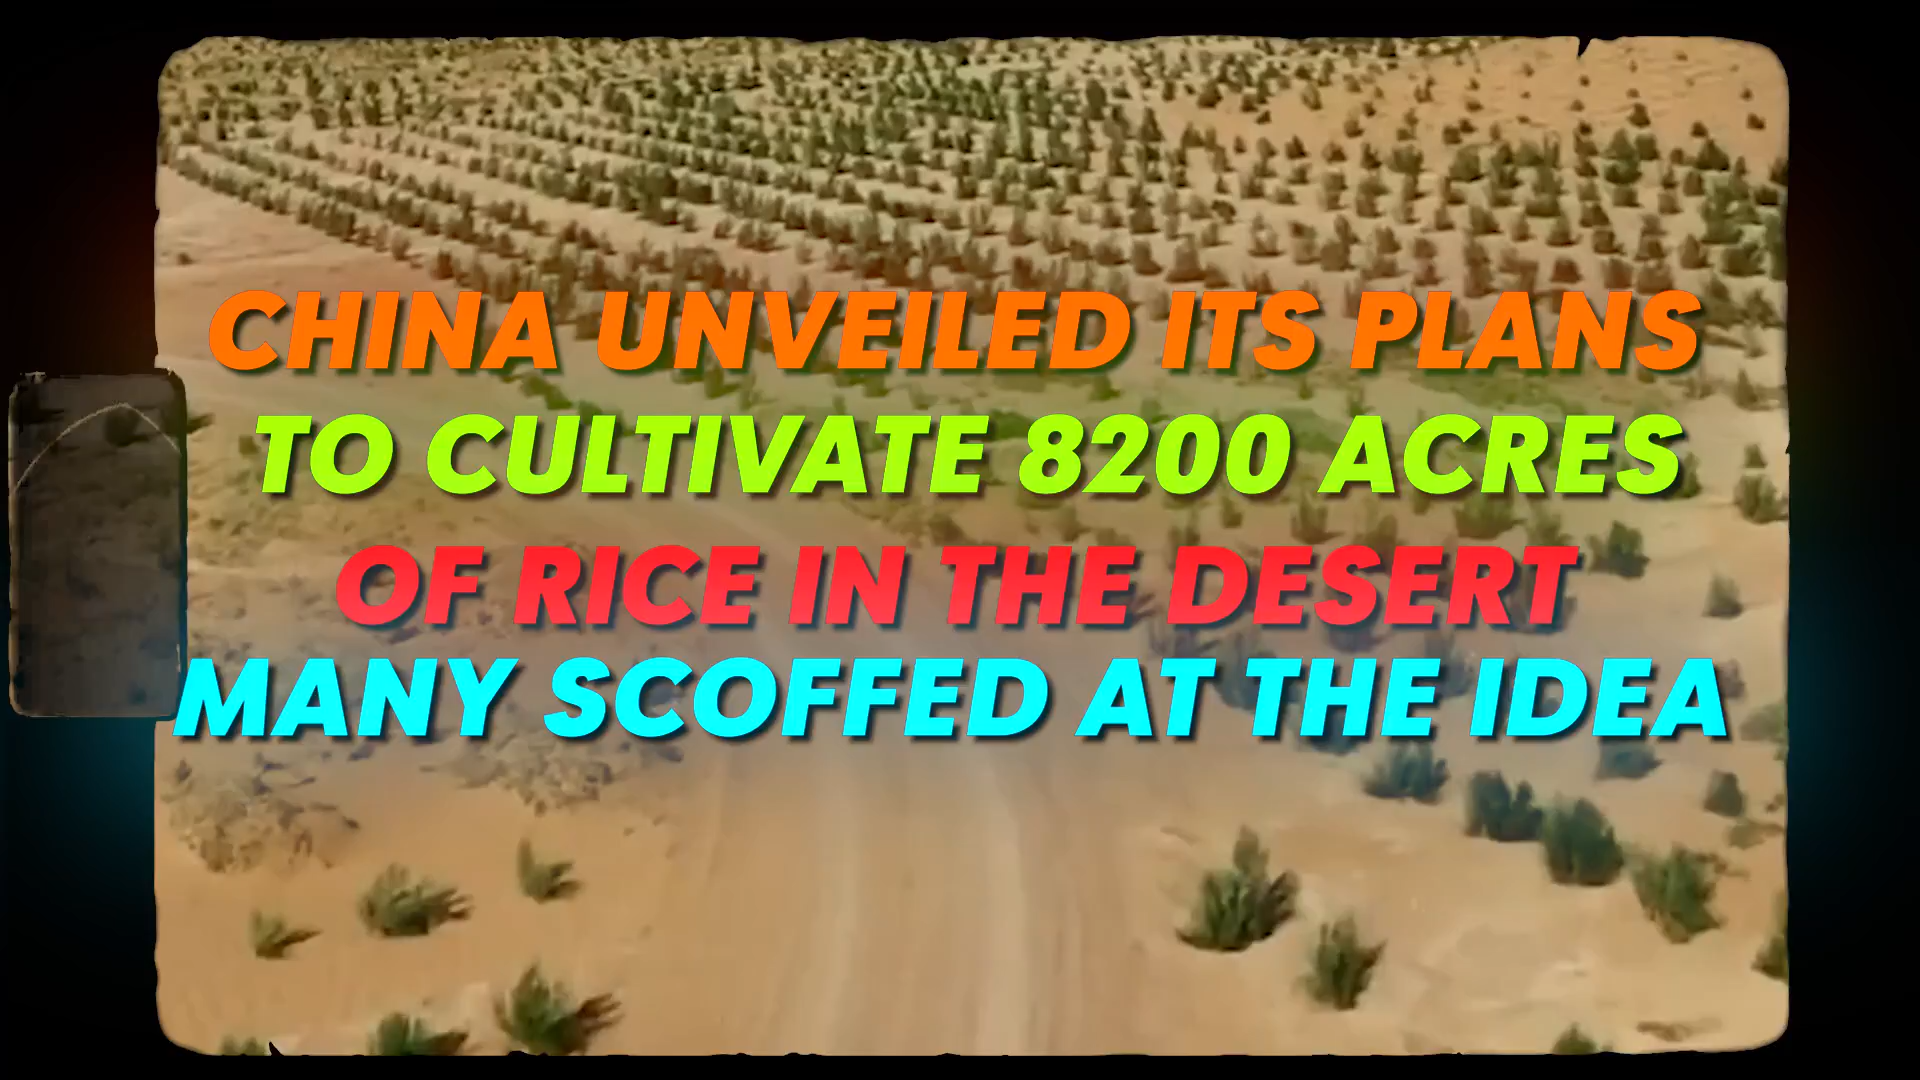 CHINA UNVEILED ITS PLANS
TO CULTIVATE 8200 ACRES
OF RICE IN THE DESERT
MANY SCOFFED AT THE IDEA